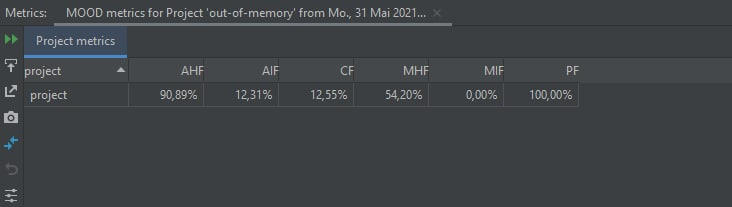 Metrics: MOOD metrics for Project 'out-of-memory' from Mo., 31 Mai 2021...
Project metrics
project AHF AIF CF MHF MIF PF
project 90,89% 12,31% 12,55% 54,20% 0,00% 100,00%